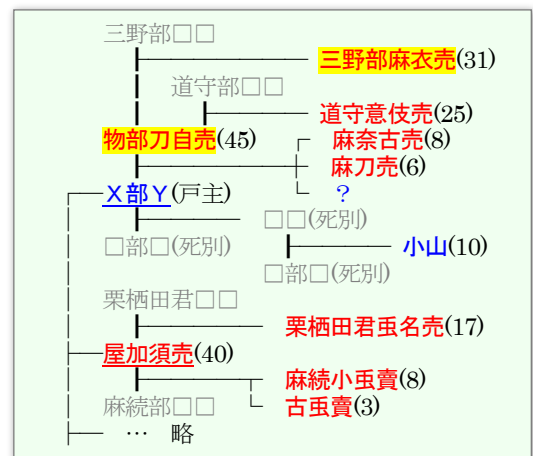 三野部□□
三野部麻衣売(31)
道守部□□
道守意伎売(25)
物部刀自売(45) 麻奈古売(8)
麻刀売(6)
X部Y(戸主) ?
□□(死別)
□部□(死別) 小山(10)
□部□(死別)
栗栖田君□□
栗栖田君虫名売(17)
屋加須売(40)
麻続小虫賣(8)
麻続部□□ 古虫賣(3)
… 略